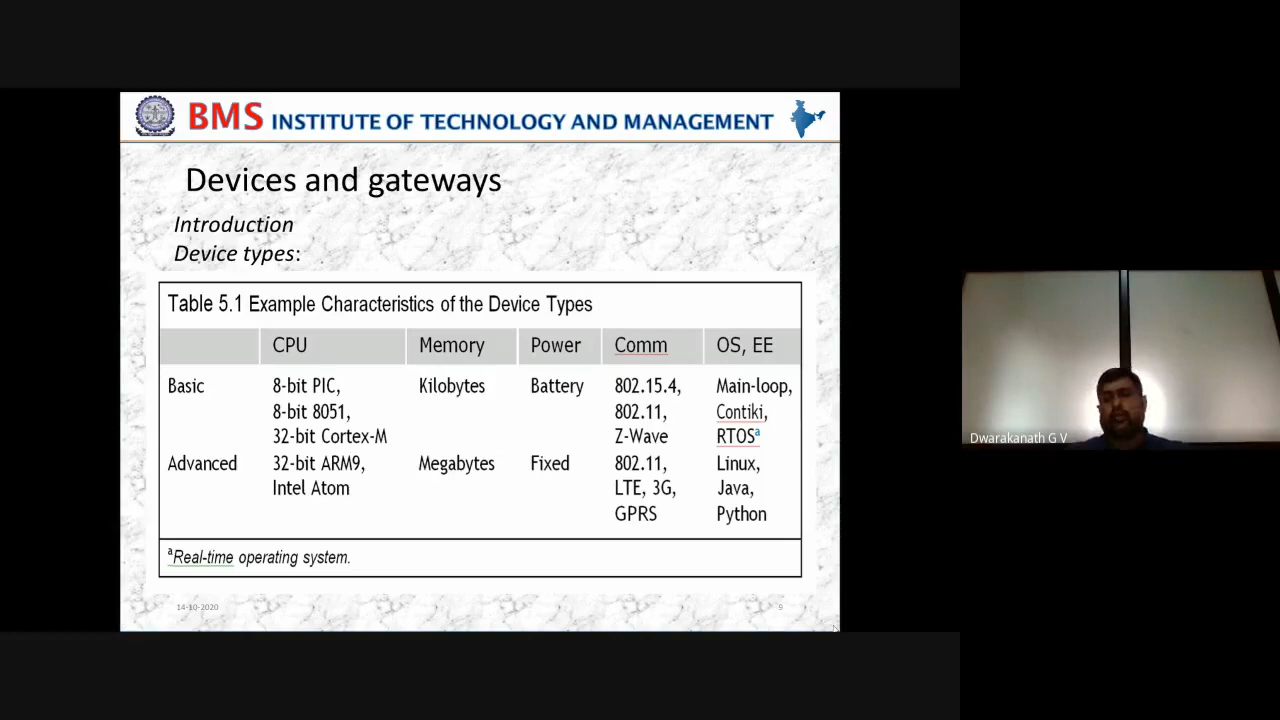 BMS INSTITUTE OF TECHNOLOGY AND MANAGEMENT
Devices and gateways
Introduction
Device types:
Table 5.1 Example Characteristics of the Device Types
CPU Memory Power Comm OS, EE
Basic 8-bit PIC, Kilobytes Battery 802.15.4, Main-loop,
8-bit 8051, 802.11, Contiki,
32-bit Cortex-M Z-Wave RTOSa
Advanced 32-bit ARM9, Megabytes Fixed 802.11, Linux,
Intel Atom LTE, 3G, Java,
GPRS Python
aReal-time operating system.
14-10-2020 9
Dwarakanath G V